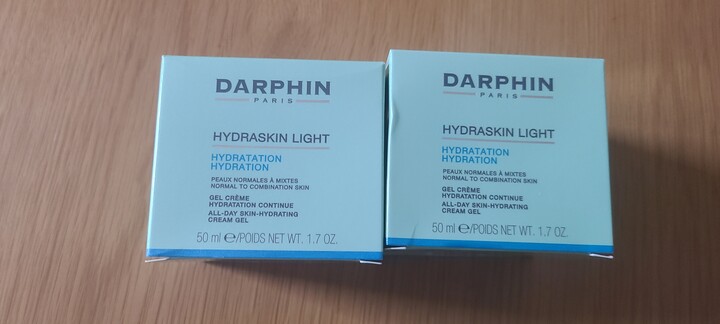 DARPHIN
PARIS
HYDRASKIN LIGHT
HYDRATATION
HYDRATION
PEAUX NORMALES À MIXTES
NORMAL TO COMBINATION SKIN
GEL CRÈME
HYDRATATION CONTINUE
ALL-DAY SKIN-HYDRATING
CREAM GEL
50 ml ℮/POIDS NET WT. 1.7 OZ.
DARPHIN
PARIS
HYDRASKIN LIGHT
HYDRATATION
HYDRATION
PEAUX NORMALES À MIXTES
NORMAL TO COMBINATION SKIN
GEL CRÈME
HYDRATATION CONTINUE
ALL-DAY SKIN-HYDRATING
CREAM GEL
50 ml ℮/POIDS NET WT. 1.7 OZ.